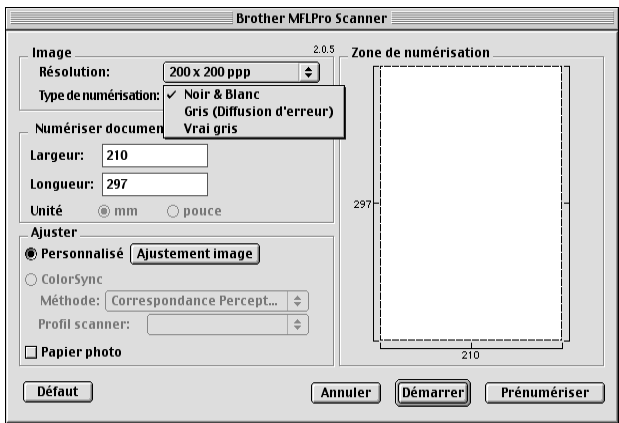 Brother MFLPro Scanner
Image
2.0.5
Résolution: 200 x 200 ppp
Type de numérisation: ✓ Noir & Blanc
Gris (Diffusion d'erreur)
Vrai gris
Numériser documen
Largeur: 210
Longueur: 297
Unité mm pouce
Ajuster
Personnalisé Ajustement image
ColorSync
Méthode: Correspondance Percept...
Profil scanner:
Papier photo
Zone de numérisation
297
210
Défaut Annuler Démarrer Prénumériser